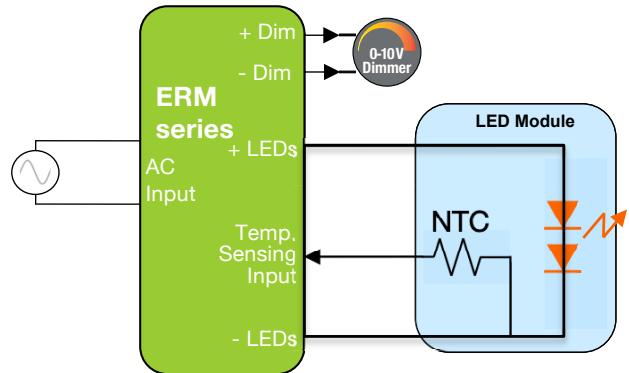 + Dim
- Dim
0-10V
Dimmer
ERM
series
AC
Input
+ LEDs
Temp.
Sensing
Input
- LEDs
LED Module
NTC